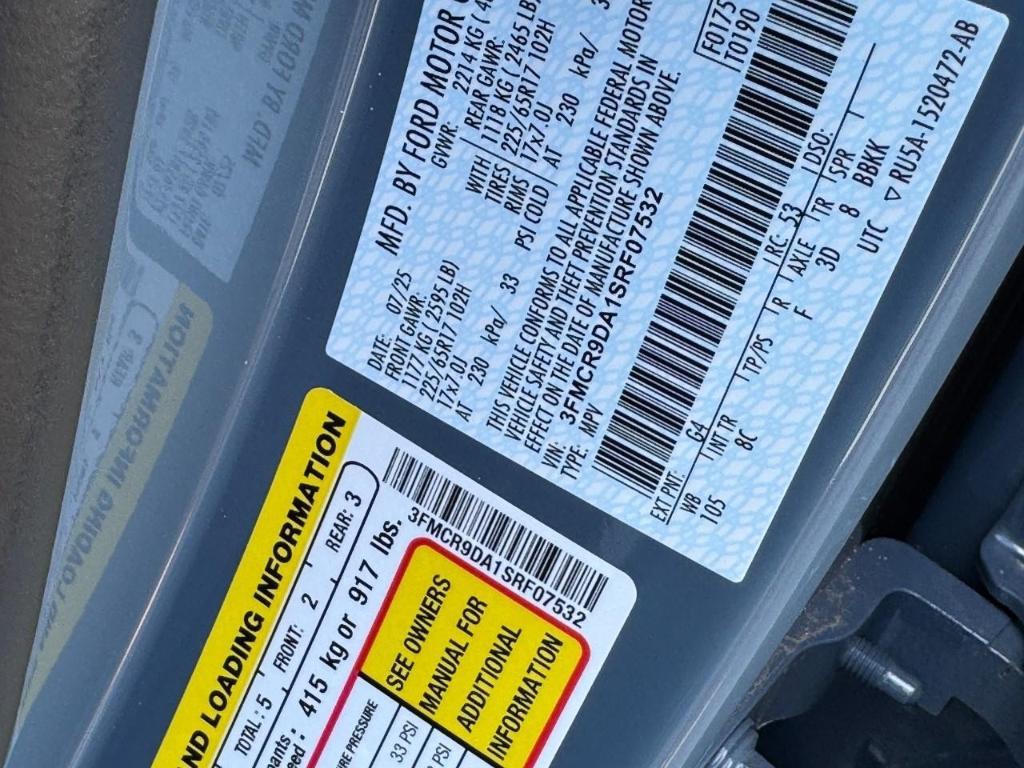 MFD. BY FORD MOTOR
DATE: 07/25
GVWR: 2214 KG (
FRONT GAWR:
1177 KG (2595 LB)
225/65R17 102H
17x7.0J
AT 230 kPa/ 33
WITH
TIRES
RIMS
PSI COLD
REAR GAWR:
1118 KG (2465 LB)
225/65R17 102H
17x7.0J
AT 230 kPa/
THIS VEHICLE CONFORMS TO ALL APPLICABLE FEDERAL MOTOR
VEHICLE SAFETY AND THEFT PREVENTION STANDARDS IN
EFFECT ON THE DATE OF MANUFACTURE SHOWN ABOVE.
VIN: 3FMCR9DA1SRF07532
TYPE: MPV
F0175
T0190
EXT PNT: G4
RC: 53
DSO:
WB
INT TR
TP/PS
R
AXLE
TR
SPR
105
8C
F
3D
8
BBKK
UTC ▽ RU5A-1520472-AB
ND LOADING INFORMATION
TOTAL: 5
FRONT: 2
REAR: 3
415 kg or 917 lbs.
3FMCR9DA1SRF07532
SEE OWNERS
MANUAL FOR
ADDITIONAL
INFORMATION
33 PSI